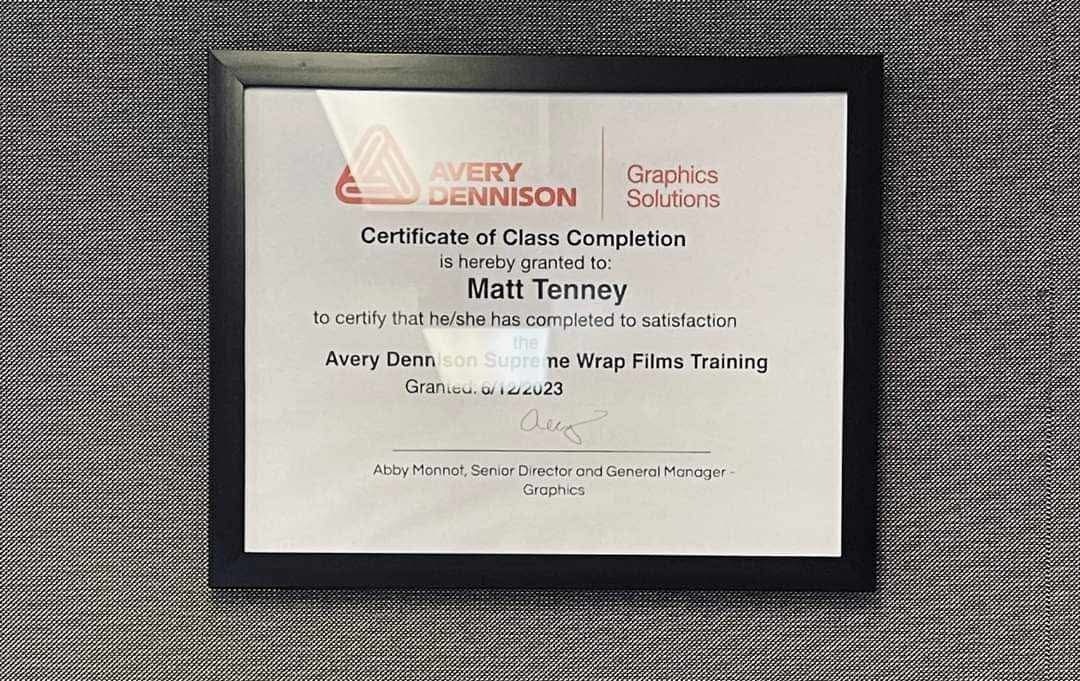 AVERY
DENNISON
Graphics
Solutions
Certificate of Class Completion
is hereby granted to:
Matt Tenney
to certify that he/she has completed to satisfaction
the
Avery Dennison Supreme Wrap Films Training
Granted: 6/12/2023
Abby Monnot, Senior Director and General Manager -
Graphics